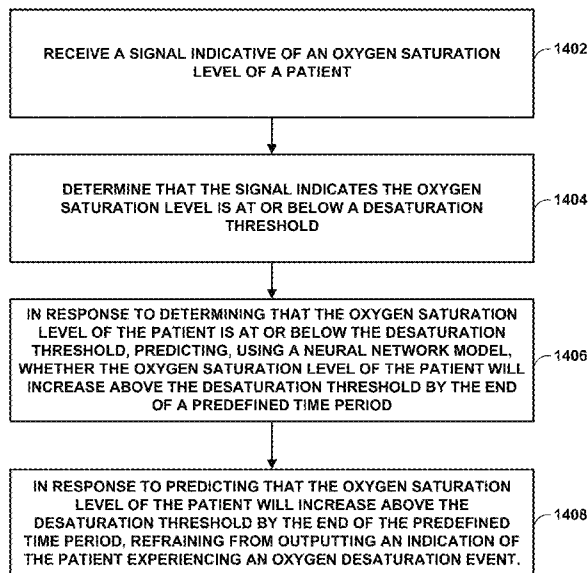 RECEIVE A SIGNAL INDICATIVE OF AN OXYGEN SATURATION
LEVEL OF A PATIENT
1402
DETERMINE THAT THE SIGNAL INDICATES THE OXYGEN
SATURATION LEVEL IS AT OR BELOW A DESATURATION
THRESHOLD
1404
IN RESPONSE TO DETERMINING THAT THE OXYGEN SATURATION
LEVEL OF THE PATIENT IS AT OR BELOW THE DESATURATION
THRESHOLD, PREDICTING, USING A NEURAL NETWORK MODEL,
WHETHER THE OXYGEN SATURATION LEVEL OF THE PATIENT WILL
INCREASE ABOVE THE DESATURATION THRESHOLD BY THE END
OF A PREDEFINED TIME PERIOD
1406
IN RESPONSE TO PREDICTING THAT THE OXYGEN SATURATION
LEVEL OF THE PATIENT WILL INCREASE ABOVE THE
DESATURATION THRESHOLD BY THE END OF THE PREDEFINED
TIME PERIOD, REFRAINING FROM OUTPUTTING AN INDICATION
OF THE PATIENT EXPERIENCING AN OXYGEN DESATURATION EVENT.
1408